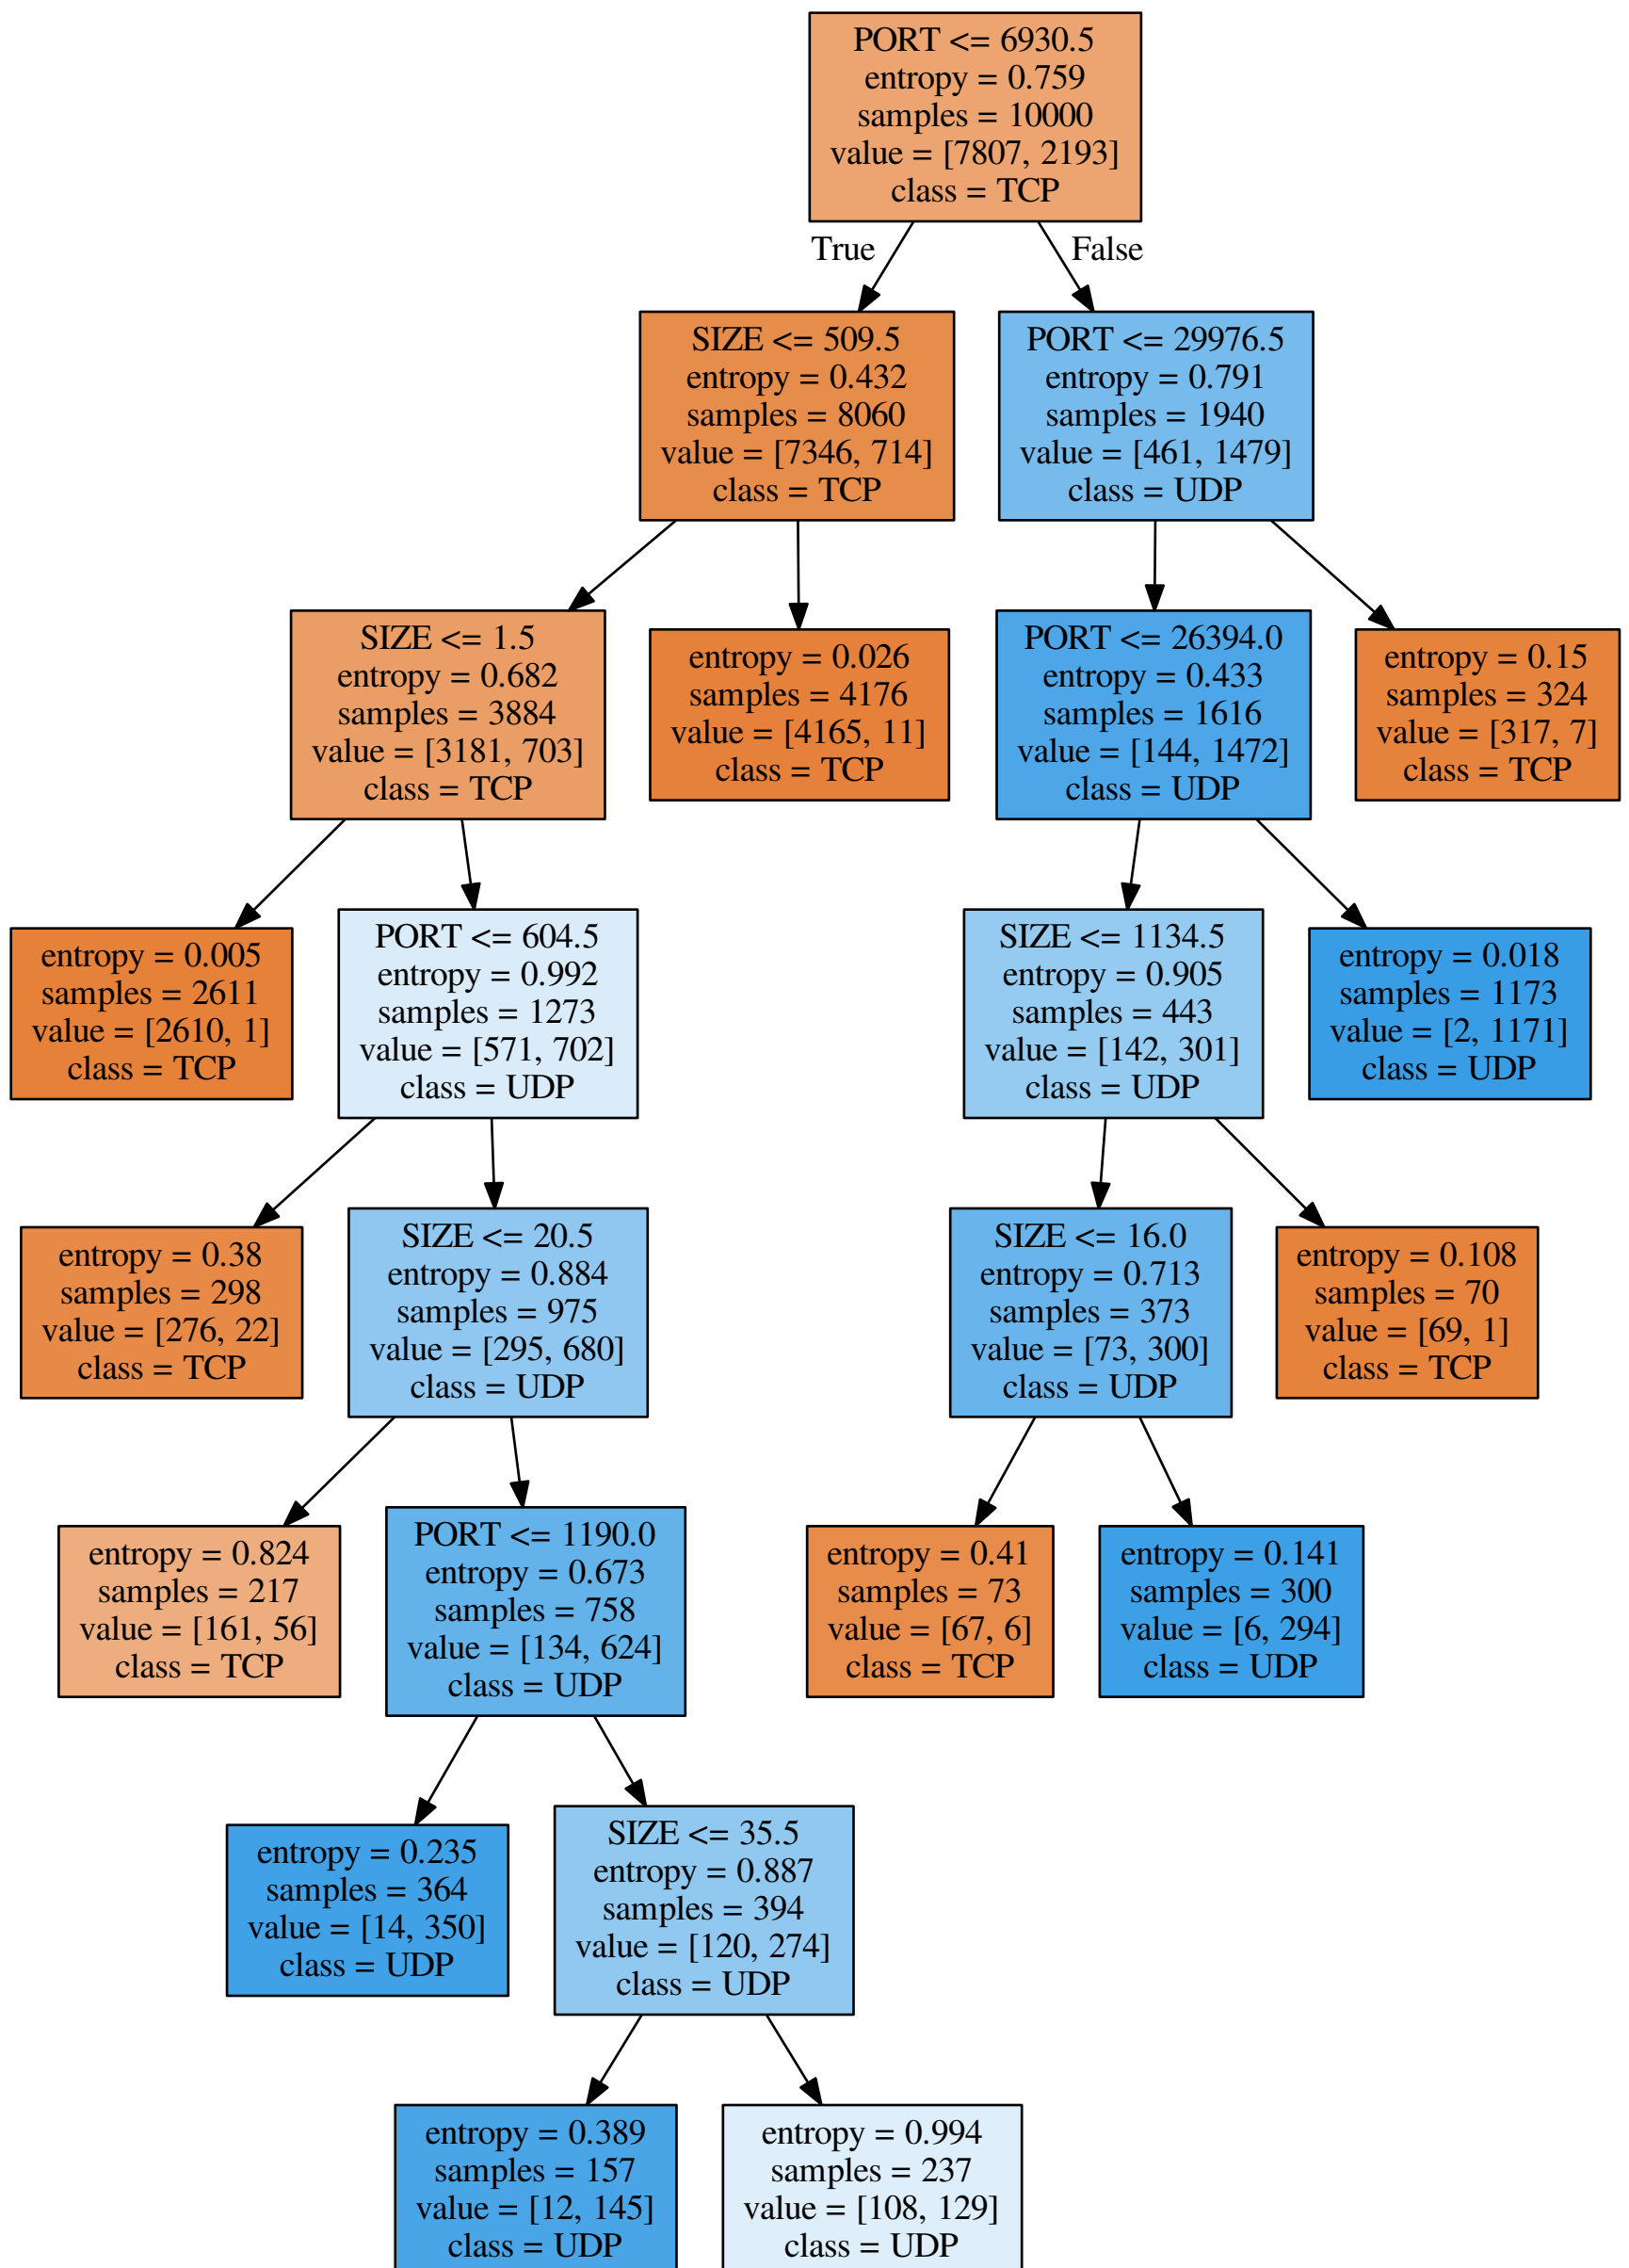 PORT <= 6930.5
entropy = 0.759
samples = 10000
value = [7807, 2193]
class = TCP
True
False
SIZE <= 509.5
entropy = 0.432
samples = 8060
value = [7346, 714]
class = TCP
PORT <= 29976.5
entropy = 0.791
samples = 1940
value = [461, 1479]
class = UDP
SIZE <= 1.5
entropy = 0.682
samples = 3884
value = [3181, 703]
class = TCP
entropy = 0.026
samples = 4176
value = [4165, 11]
class = TCP
PORT <= 26394.0
entropy = 0.433
samples = 1616
value = [144, 1472]
class = UDP
entropy = 0.15
samples = 324
value = [317, 7]
class = TCP
entropy = 0.005
samples = 2611
value = [2610, 1]
class = TCP
PORT <= 604.5
entropy = 0.992
samples = 1273
value = [571, 702]
class = UDP
SIZE <= 1134.5
entropy = 0.905
samples = 443
value = [142, 301]
class = UDP
entropy = 0.018
samples = 1173
value = [2, 1171]
class = UDP
entropy = 0.38
samples = 298
value = [276, 22]
class = TCP
SIZE <= 20.5
entropy = 0.884
samples = 975
value = [295, 680]
class = UDP
SIZE <= 16.0
entropy = 0.713
samples = 373
value = [73, 300]
class = UDP
entropy = 0.108
samples = 70
value = [69, 1]
class = TCP
entropy = 0.824
samples = 217
value = [161, 56]
class = TCP
PORT <= 1190.0
entropy = 0.673
samples = 758
value = [134, 624]
class = UDP
entropy = 0.41
samples = 73
value = [67, 6]
class = TCP
entropy = 0.141
samples = 300
value = [6, 294]
class = UDP
entropy = 0.235
samples = 364
value = [14, 350]
class = UDP
SIZE <= 35.5
entropy = 0.887
samples = 394
value = [120, 274]
class = UDP
entropy = 0.389
samples = 157
value = [12, 145]
class = UDP
entropy = 0.994
samples = 237
value = [108, 129]
class = UDP